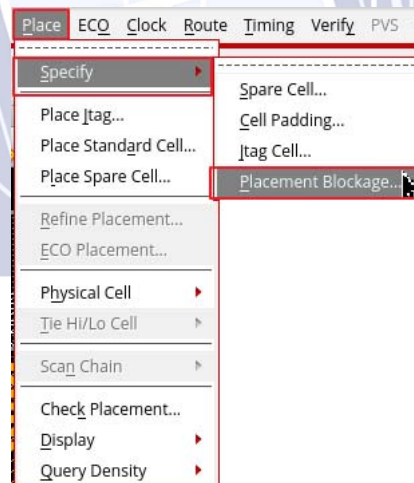 Place ECO Clock Route Timing Verify PVS
Specify
Place Jtag...
Place Standard Cell...
Place Spare Cell...
Refine Placement...
ECO Placement...
Physical Cell
Tie Hi/Lo Cell
Scan Chain
Check Placement...
Display
Query Density
Spare Cell...
Cell Padding...
Jtag Cell...
Placement Blockage...